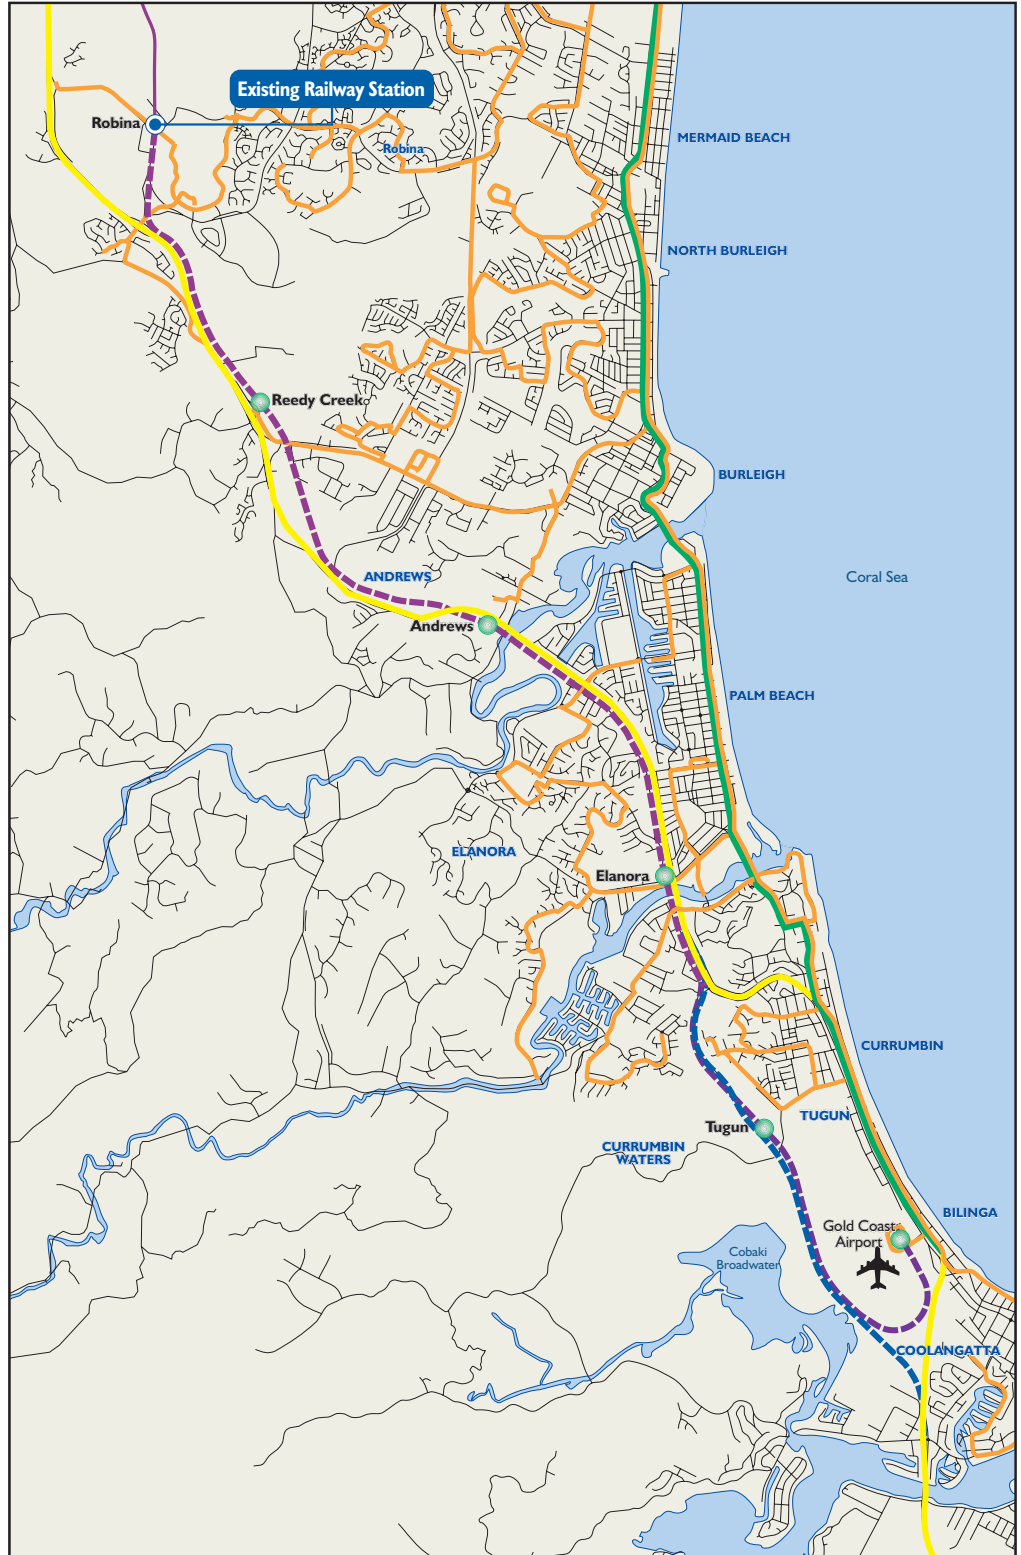 Existing Railway Station
Robina
Robina
MERMAID BEACH
NORTH BURLEIGH
Reedy Creek
BURLEIGH
ANDREWS
Coral Sea
Andrews
PALM BEACH
ELANORA
Elanora
CURRUMBIN
TUGUN
Tugun
CURRUMBIN
WATERS
BILINGA
Gold Coast
Airport
Cobaki
Broadwater
COOLANGATTA